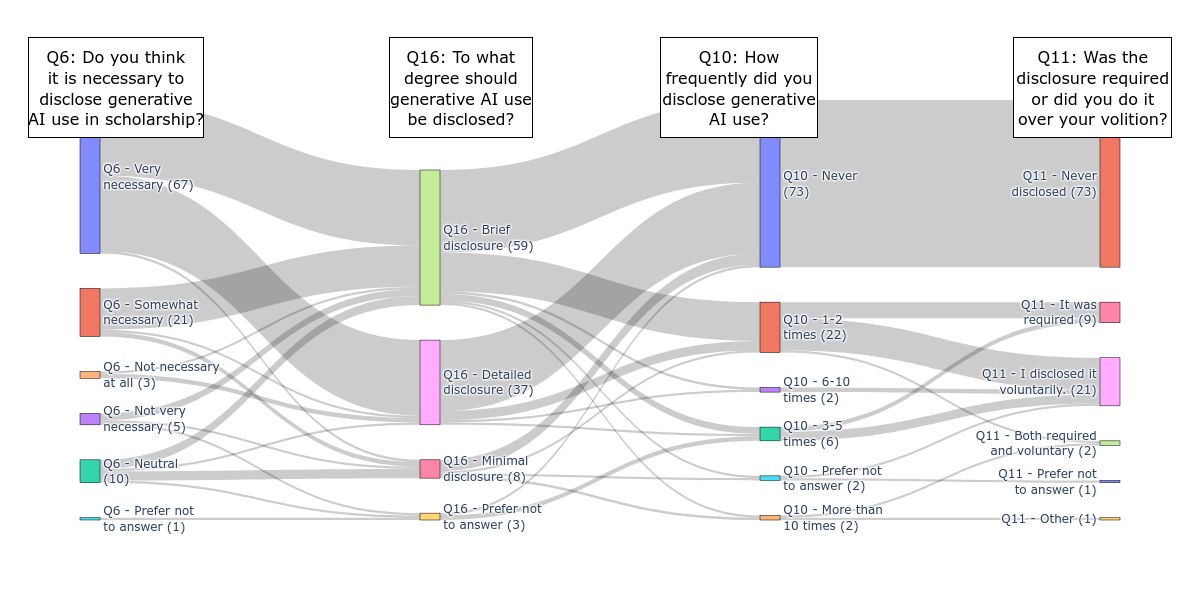 Q6: Do you think
it is necessary to
disclose generative
AI use in scholarship?
Q16: To what
degree should
generative AI use
be disclosed?
Q10: How
frequently did you
disclose generative
AI use?
Q11: Was the
disclosure required
or did you do it
over your volition?
Q6 - Very
necessary (67)
Q6 - Somewhat
necessary (21)
Q6 - Not necessary
at all (3)
Q6 - Not very
necessary (5)
Q6 - Neutral
(10)
Q6 - Prefer not
to answer (1)
Q16 - Brief
disclosure (59)
Q16 - Detailed
disclosure (37)
Q16 - Minimal
disclosure (8)
Q16 - Prefer not
to answer (3)
Q10 - Never
(73)
Q10 - 1-2
times (22)
Q10 - 6-10
times (2)
Q10 - 3-5
times (6)
Q10 - Prefer not
to answer (2)
Q10 - More than
10 times (2)
Q11 - Never
disclosed (73)
Q11 - It was
required (9)
Q11 - I disclosed it
voluntarily. (21)
Q11 - Both required
and voluntary (2)
Q11 - Prefer not
to answer (1)
Q11 - Other (1)